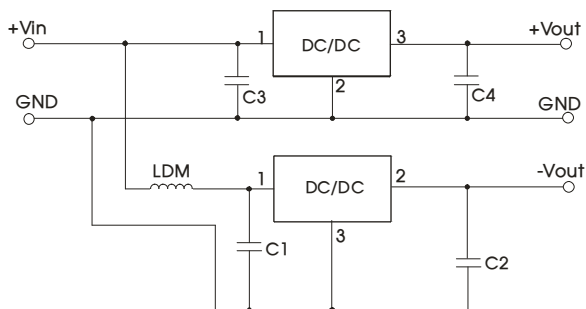 +Vin
1
DC/DC
3
+Vout
C3
2
C4
GND
GND
LDM
1
DC/DC
2
-Vout
C1
3
C2